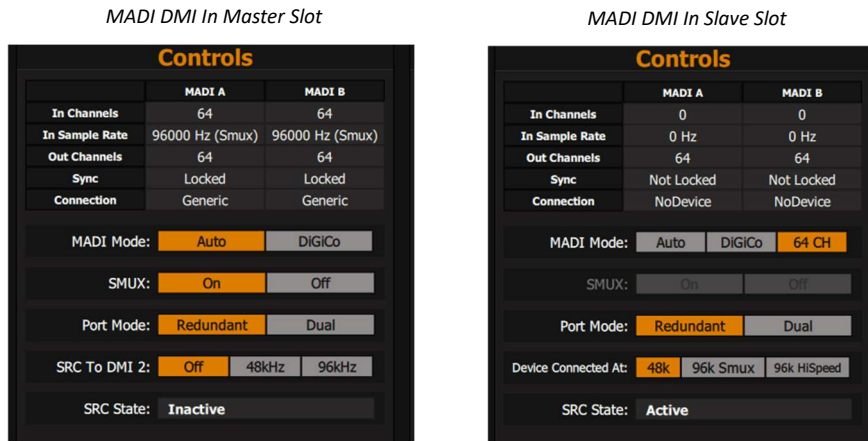 MADI DMI In Master Slot
Controls
MADI A MADI B
In Channels 64 64
In Sample Rate 96000 Hz (Smux) 96000 Hz (Smux)
Out Channels 64 64
Sync Locked Locked
Connection Generic Generic
MADI Mode: Auto DiGiCo
SMUX: On Off
Port Mode: Redundant Dual
SRC To DMI 2: Off 48kHz 96kHz
SRC State: Inactive
MADI DMI In Slave Slot
Controls
MADI A MADI B
In Channels 0 0
In Sample Rate 0 Hz 0 Hz
Out Channels 64 64
Sync Not Locked Not Locked
Connection NoDevice NoDevice
MADI Mode: Auto DiGiCo 64 CH
SMUX: On Off
Port Mode: Redundant Dual
Device Connected At: 48k 96k Smux 96k HiSpeed
SRC State: Active